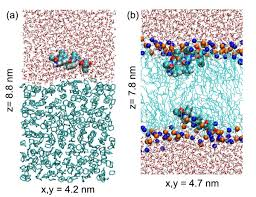 (a)
(b)
z= 8.8 nm
z= 7.8 nm
x,y = 4.2 nm
x,y = 4.7 nm